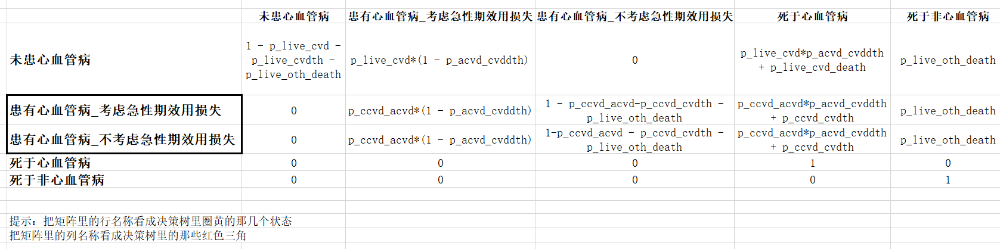 未患心血管病 患有心血管病_考虑急性期效用损失 患有心血管病_不考虑急性期效用损失 死于心血管病 死于非心血管病
未患心血管病
1 - p_live_cvd -
p_live_cvdth -
p_live_oth_death
p_live_cvd*(1 - p_acvd_cvddth)
0
p_live_cvd*p_acvd_cvddth
+ p_live_cvd_death
p_live_oth_death
患有心血管病_考虑急性期效用损失
0
p_ccvd_acvd*(1 - p_acvd_cvddth)
1 - p_ccvd_acvd-p_ccvd_cvdth -
p_live_oth_death
p_ccvd_acvd*p_acvd_cvddth
+ p_ccvd_cvdth
p_live_oth_death
患有心血管病_不考虑急性期效用损失
0
p_ccvd_acvd*(1 - p_acvd_cvddth)
1-p_ccvd_acvd - p_ccvd_cvdth -
p_live_oth_death
p_ccvd_acvd*p_acvd_cvddth
+ p_ccvd_cvdth
p_live_oth_death
死于心血管病 0 0 0 1 0
死于非心血管病 0 0 0 0 1
提示：把矩阵里的行名称看成决策树里圈黄的那几个状态
把矩阵里的列名称看成决策树里的那些红色三角